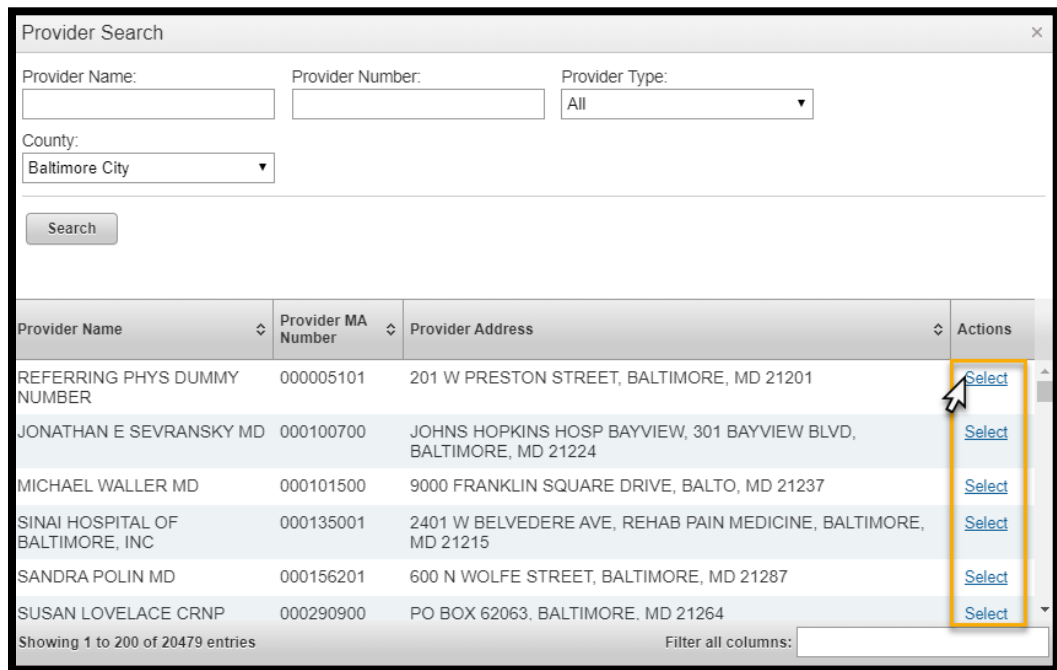 Provider Search ×
Provider Name: Provider Number: Provider Type:
All
County:
Baltimore City
Search
Provider Name Provider MA Number Provider Address Actions
REFERRING PHYS DUMMY NUMBER 000005101 201 W PRESTON STREET, BALTIMORE, MD 21201 Select
JONATHAN E SEVRANSKY MD 000100700 JOHNS HOPKINS HOSP BAYVIEW, 301 BAYVIEW BLVD, BALTIMORE, MD 21224 Select
MICHAEL WALLER MD 000101500 9000 FRANKLIN SQUARE DRIVE, BALTO, MD 21237 Select
SINAI HOSPITAL OF BALTIMORE, INC 000135001 2401 W BELVEDERE AVE, REHAB PAIN MEDICINE, BALTIMORE, MD 21215 Select
SANDRA POLIN MD 000156201 600 N WOLFE STREET, BALTIMORE, MD 21287 Select
SUSAN LOVELACE CRNP 000290900 PO BOX 62063, BALTIMORE, MD 21264 Select
Showing 1 to 200 of 20479 entries Filter all columns: